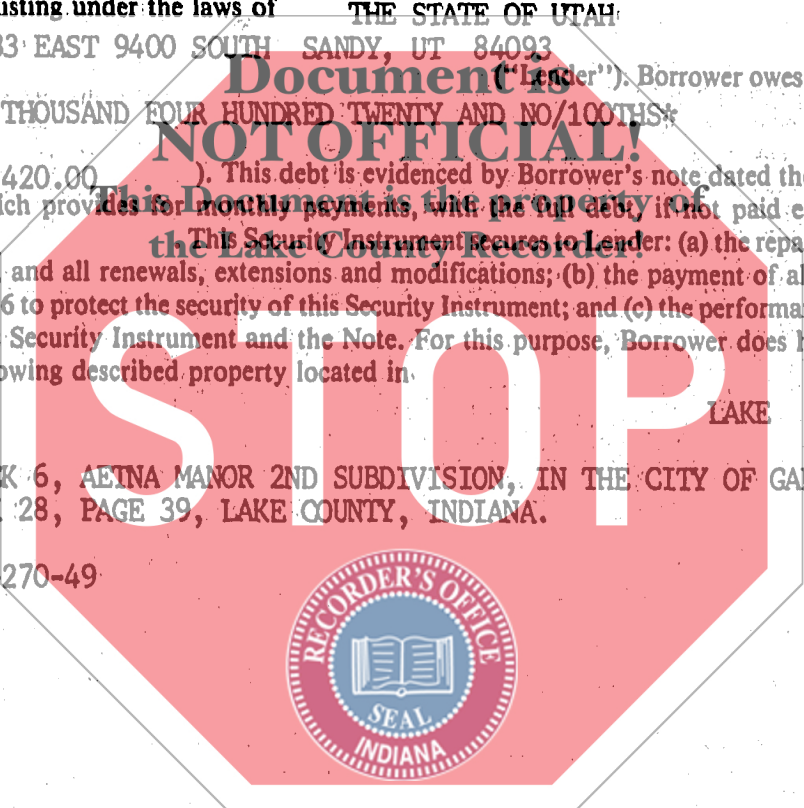 isting under the laws of THE STATE OF UTAH
33 EAST 9400 SOUTH SANDY, UT 84093
Document is
("Lender"). Borrower owes
THOUSAND FOUR HUNDRED TWENTY AND NO/100THS*
NOT OFFICIAL!
420.00 ). This debt is evidenced by Borrower's note dated th
This Document is the property of
ich provides for monthly payments, with the full debt, if not paid e
the Lake County Recorder!
This Security Instrument secures to Lender: (a) the repa
and all renewals, extensions and modifications; (b) the payment of al
6 to protect the security of this Security Instrument; and (c) the performa
Security Instrument and the Note. For this purpose, Borrower does h
owing described property located in
STOP
LAKE
K 6, AETNA MANOR 2ND SUBDIVISION, IN THE CITY OF GA
28, PAGE 39, LAKE COUNTY, INDIANA.
270-49
RECORDER'S OFFICE
SEAL
INDIANA